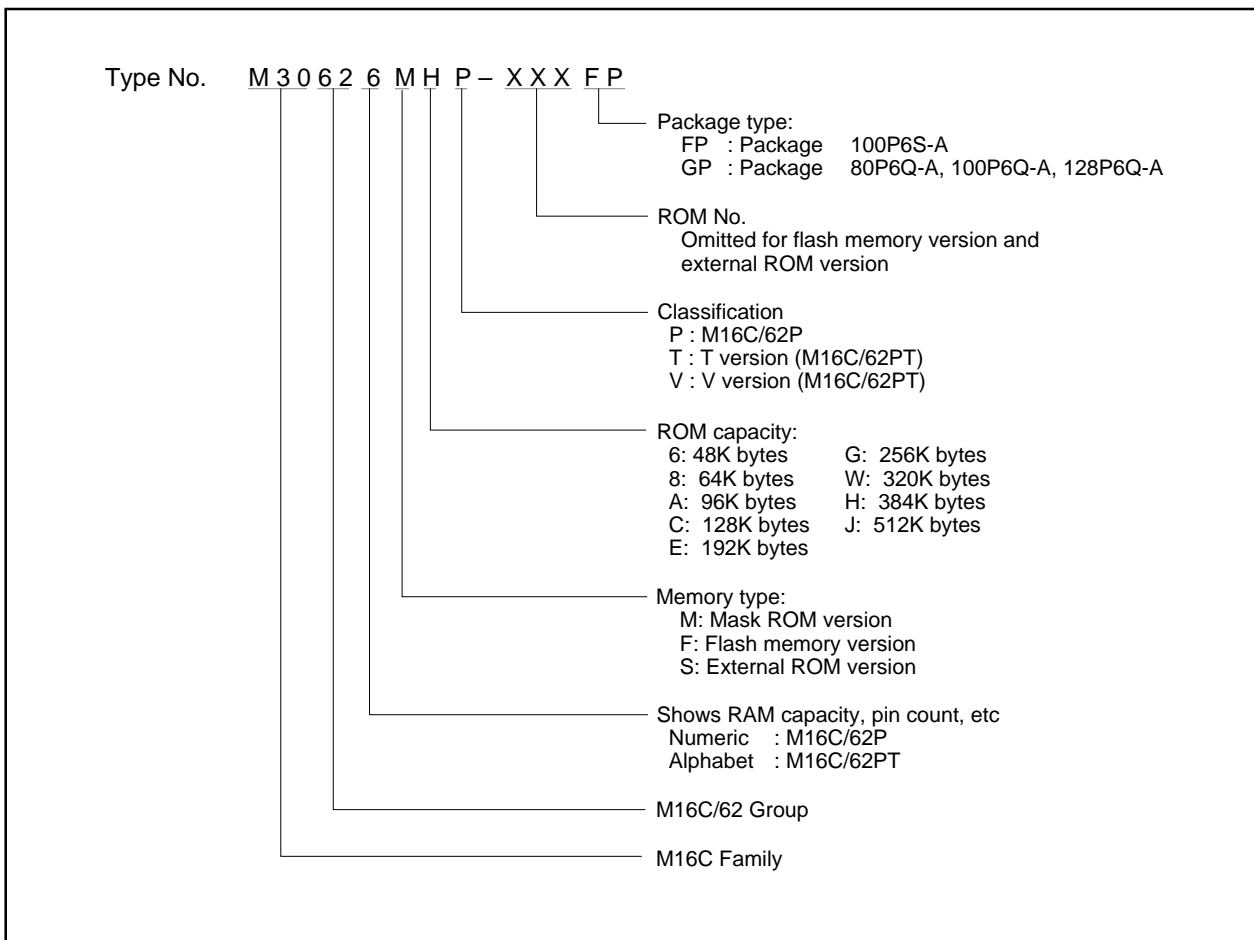 Type No. M 3 0 6 2 6 M H P – X X X F P
Package type:
FP : Package 100P6S-A
GP : Package 80P6Q-A, 100P6Q-A, 128P6Q-A
ROM No.
Omitted for flash memory version and
external ROM version
Classification
P : M16C/62P
T : T version (M16C/62PT)
V : V version (M16C/62PT)
ROM capacity:
6: 48K bytes G: 256K bytes
8: 64K bytes W: 320K bytes
A: 96K bytes H: 384K bytes
C: 128K bytes J: 512K bytes
E: 192K bytes
Memory type:
M: Mask ROM version
F: Flash memory version
S: External ROM version
Shows RAM capacity, pin count, etc
Numeric : M16C/62P
Alphabet : M16C/62PT
M16C/62 Group
M16C Family